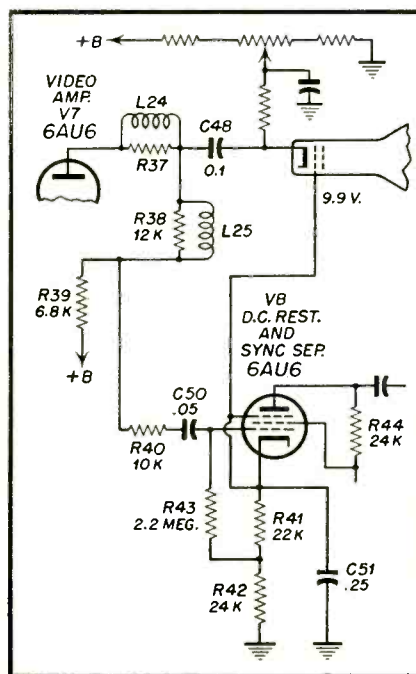 +B
VIDEO
AMP.
V7
6AU6
L24
R37
C48
0.1
9.9 V.
R38
12 K
L25
R39
6.8 K
+B
V8
D.C. REST.
AND
SYNC SEP.
6AU6
C50
.05
R40
10 K
R44
24 K
R43
2.2 MEG.
R41
22 K
R42
24 K
C51
.25